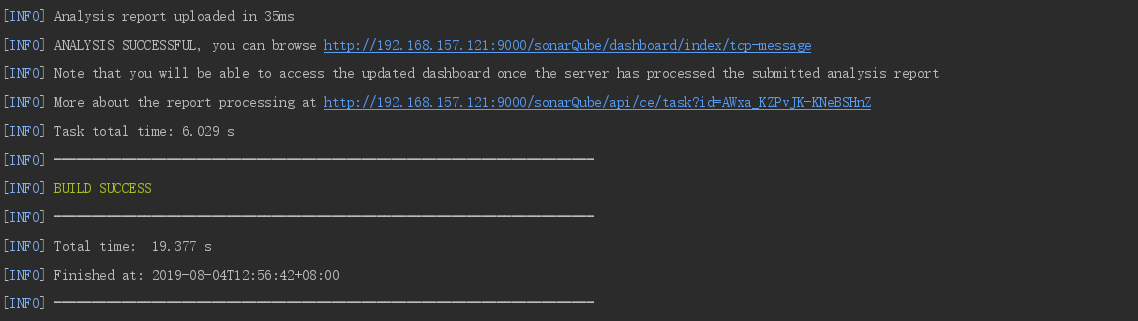 [INFO] Analysis report uploaded in 35ms
[INFO] ANALYSIS SUCCESSFUL, you can browse http://192.168.157.121:9000/sonarQube/dashboard/index/tcp-message
[INFO] Note that you will be able to access the updated dashboard once the server has processed the submitted analysis report
[INFO] More about the report processing at http://192.168.157.121:9000/sonarQube/api/ce/task?id=AWxa_KZPvJK-KNeBSHnZ
[INFO] Task total time: 6.029 s
[INFO] ------------------------------------------------------------------------
[INFO] BUILD SUCCESS
[INFO] ------------------------------------------------------------------------
[INFO] Total time:  19.377 s
[INFO] Finished at: 2019-08-04T12:56:42+08:00
[INFO] ------------------------------------------------------------------------